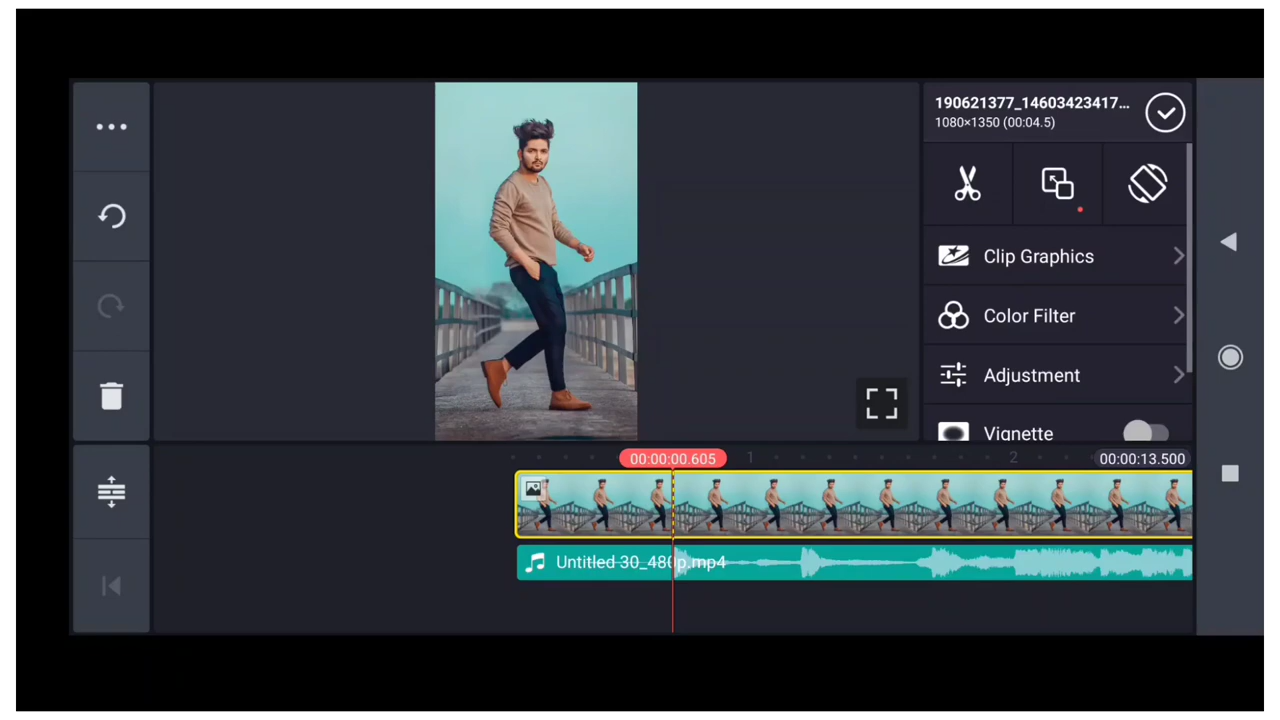 190621377_14603423417...
1080×1350 (00:04.5)
Clip Graphics
Color Filter
Adjustment
Vignette
00:00:00.605
1
2
00:00:13.500
Untitled 30_480p.mp4